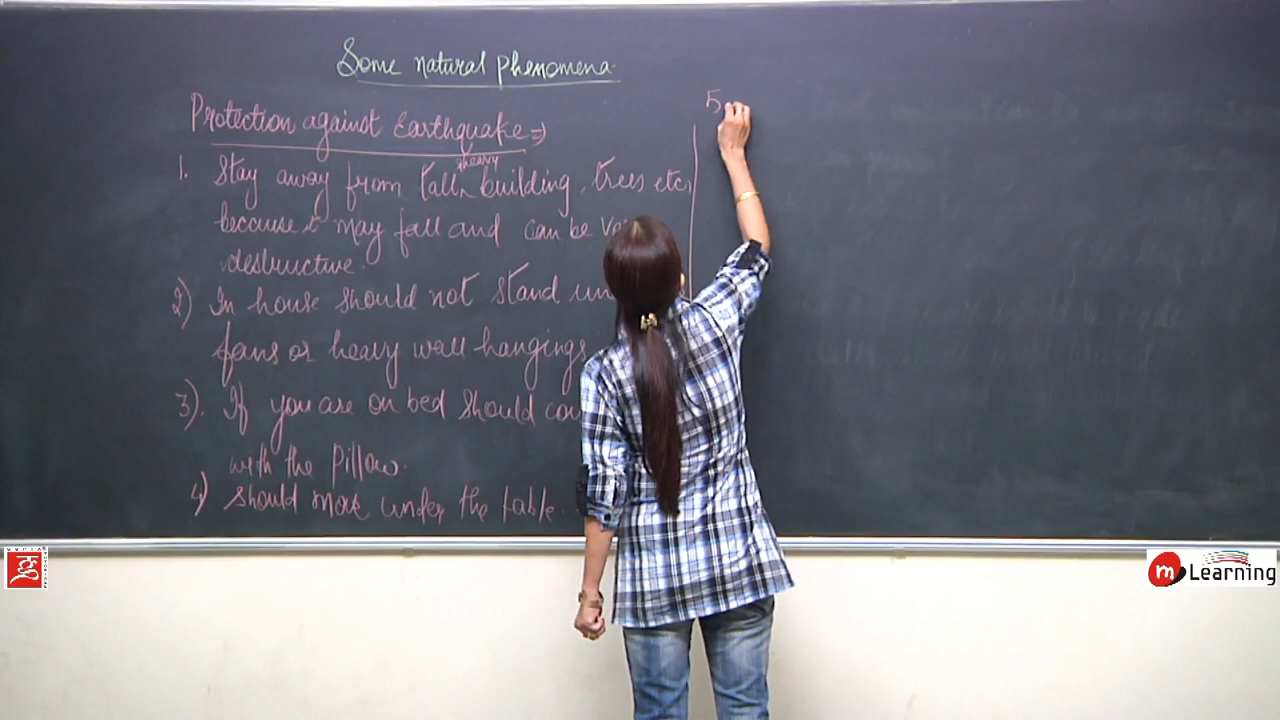 Some natural phenomena.
Protection against Earthquake ⇒
1. Stay away from tall, heavy building, trees etc,
because it may fall and can be
destructive.
2) In house should not stand
fans or heavy wall hangings
3). If you are on bed should
with the pillow.
4) should move under the table.
5
m Learning